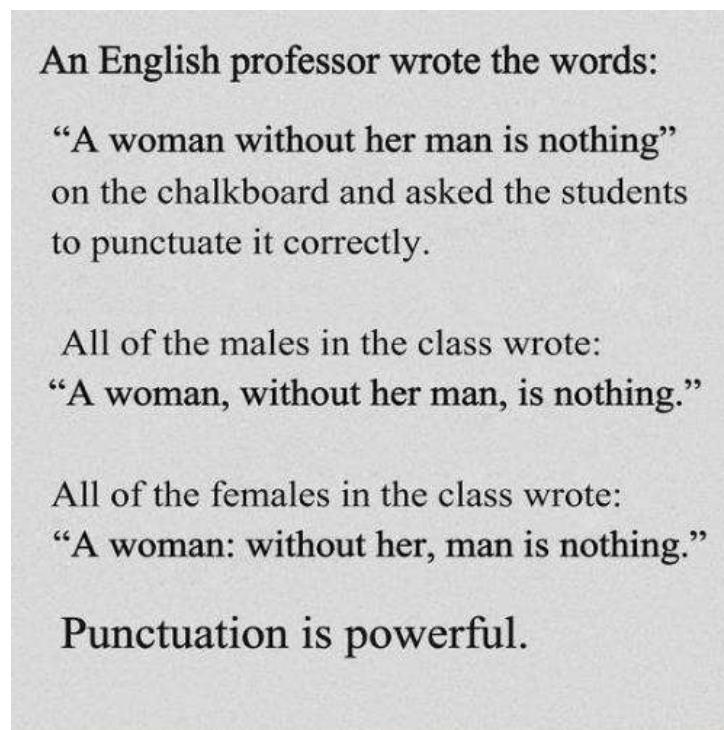 An English professor wrote the words:
“A woman without her man is nothing”
on the chalkboard and asked the students
to punctuate it correctly.
All of the males in the class wrote:
“A woman, without her man, is nothing.”
All of the females in the class wrote:
“A woman: without her, man is nothing.”
Punctuation is powerful.